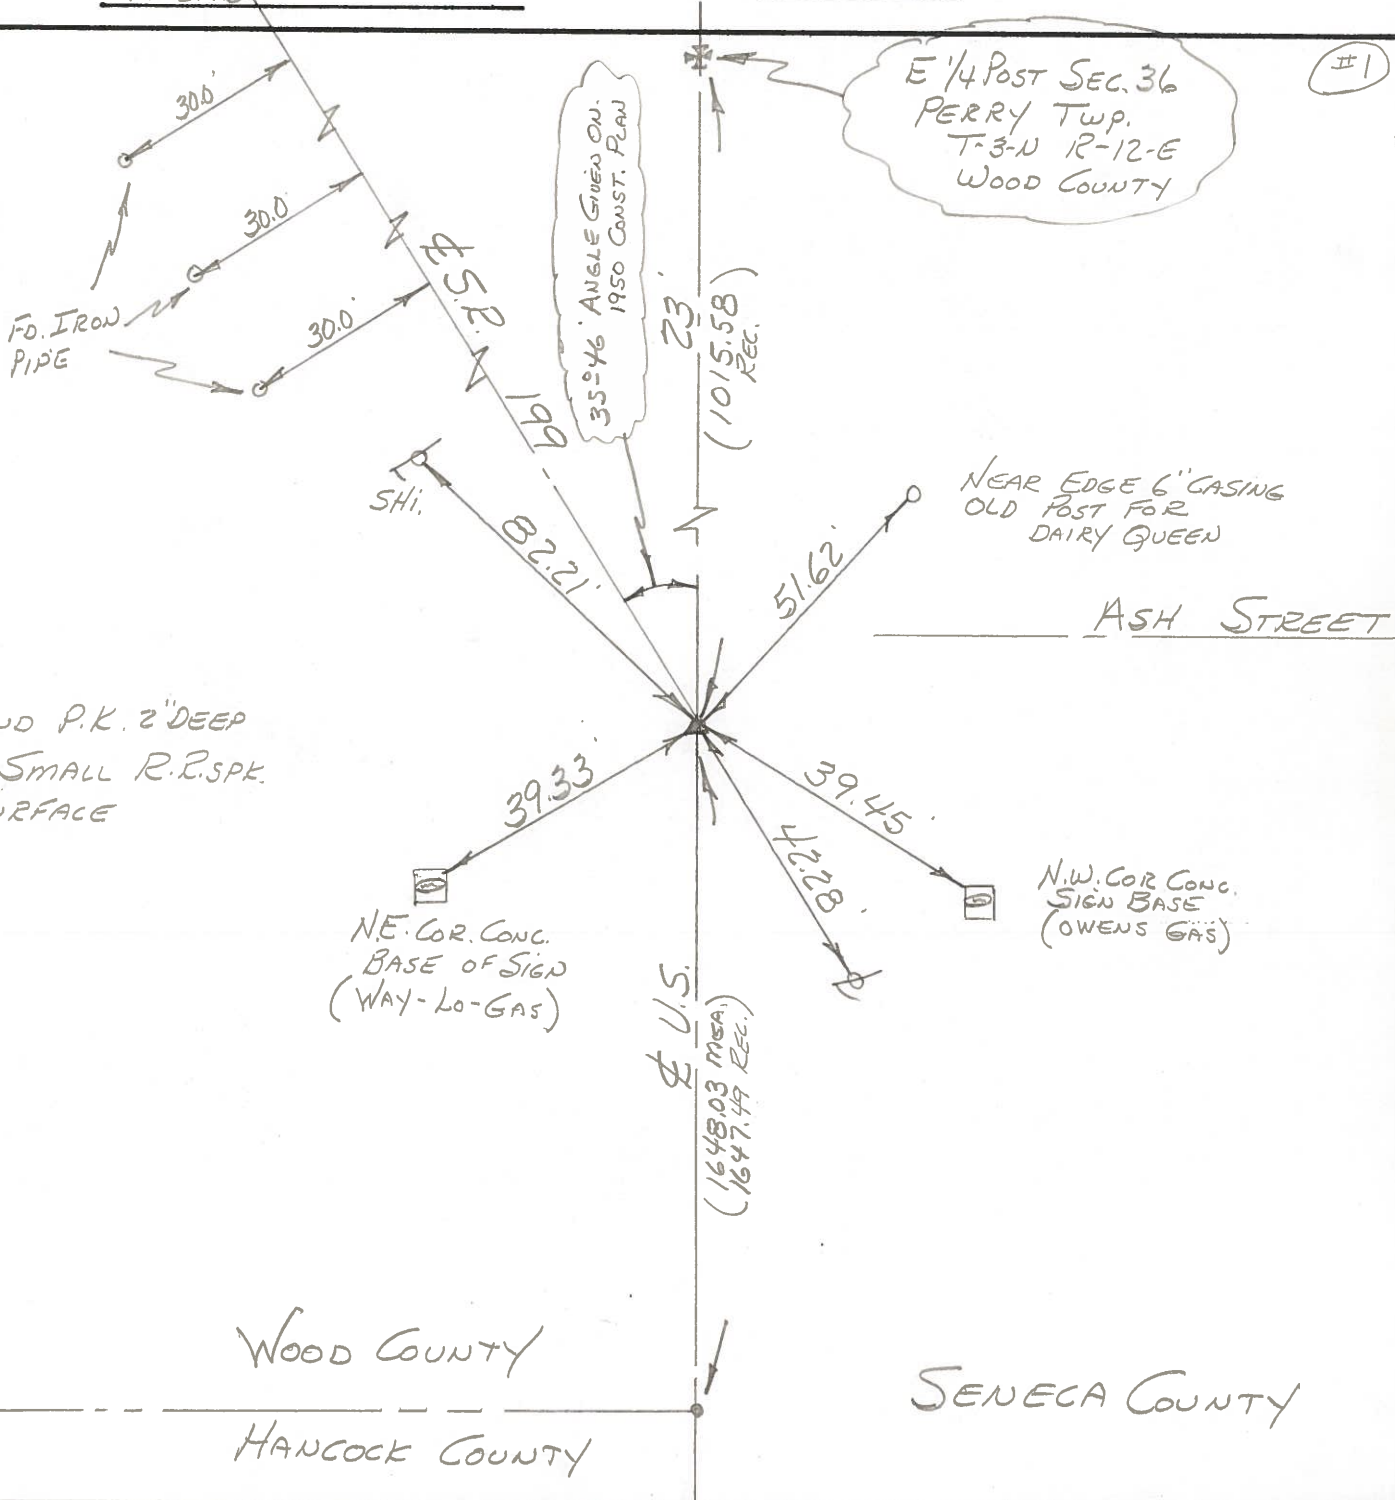 #1
E 1/4 POST SEC. 36
PERRY TWP.
T-3-N R-12-E
WOOD COUNTY
30.0'
30.0'
30.0'
FD. IRON
PIPE
℄ S.R. 199
35°46' ANGLE GIVEN ON.
1950 CONST. PLAN
23
(1015.58')
REC.
SHI.
82.21'
51.62'
NEAR EDGE 6" CASING
OLD POST FOR
DAIRY QUEEN
ASH STREET
P.K. 2" DEEP
SMALL R.R.SPK.
39.33'
39.45'
42.28'
N.E. COR. CONC.
BASE OF SIGN
(WAY-LO-GAS)
N.W. COR CONC.
SIGN BASE
(OWENS GAS)
℄ U.S.
(1648.03 MEA.
1647.49 REC.)
WOOD COUNTY
HANCOCK COUNTY
SENECA COUNTY